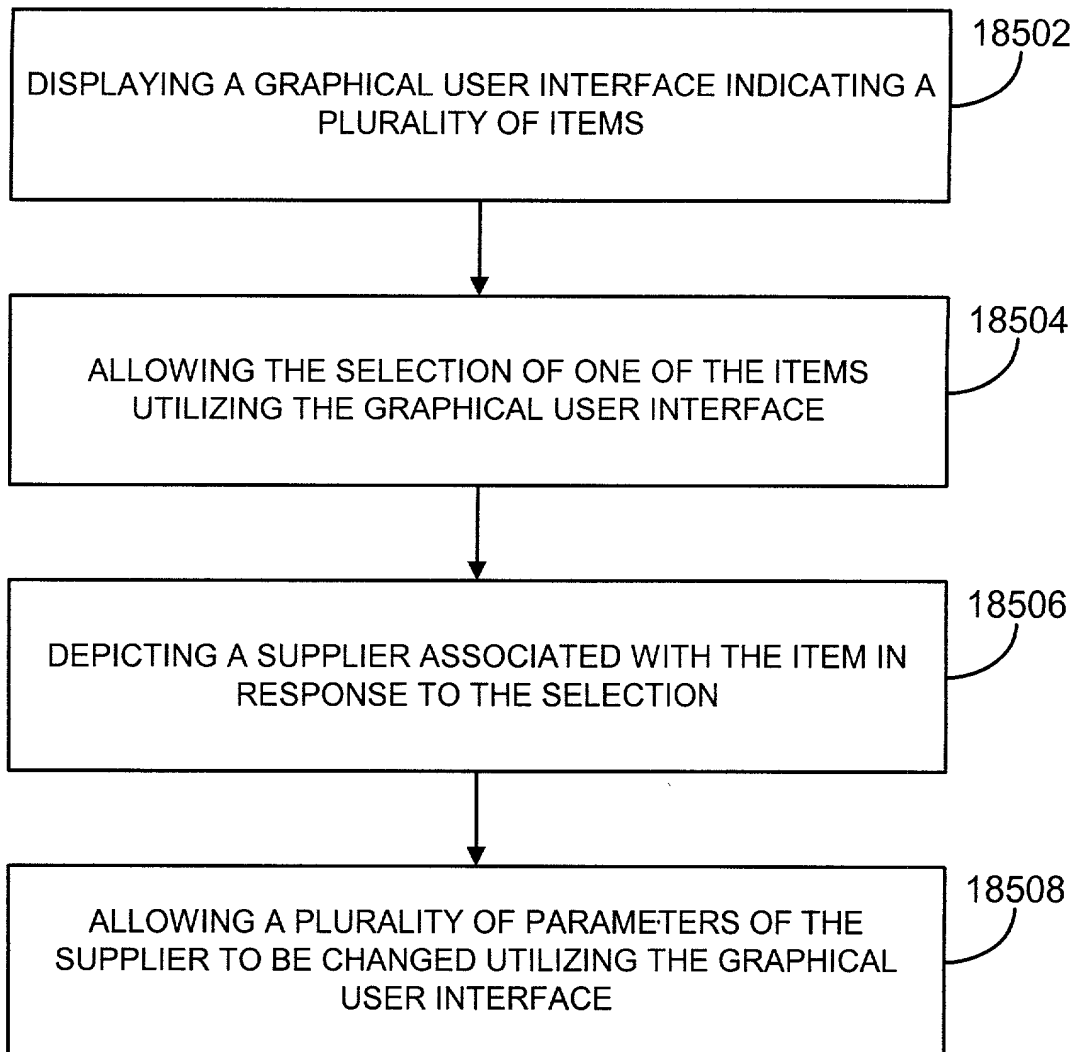 18502
DISPLAYING A GRAPHICAL USER INTERFACE INDICATING A
PLURALITY OF ITEMS
18504
ALLOWING THE SELECTION OF ONE OF THE ITEMS
UTILIZING THE GRAPHICAL USER INTERFACE
18506
DEPICTING A SUPPLIER ASSOCIATED WITH THE ITEM IN
RESPONSE TO THE SELECTION
18508
ALLOWING A PLURALITY OF PARAMETERS OF THE
SUPPLIER TO BE CHANGED UTILIZING THE GRAPHICAL
USER INTERFACE